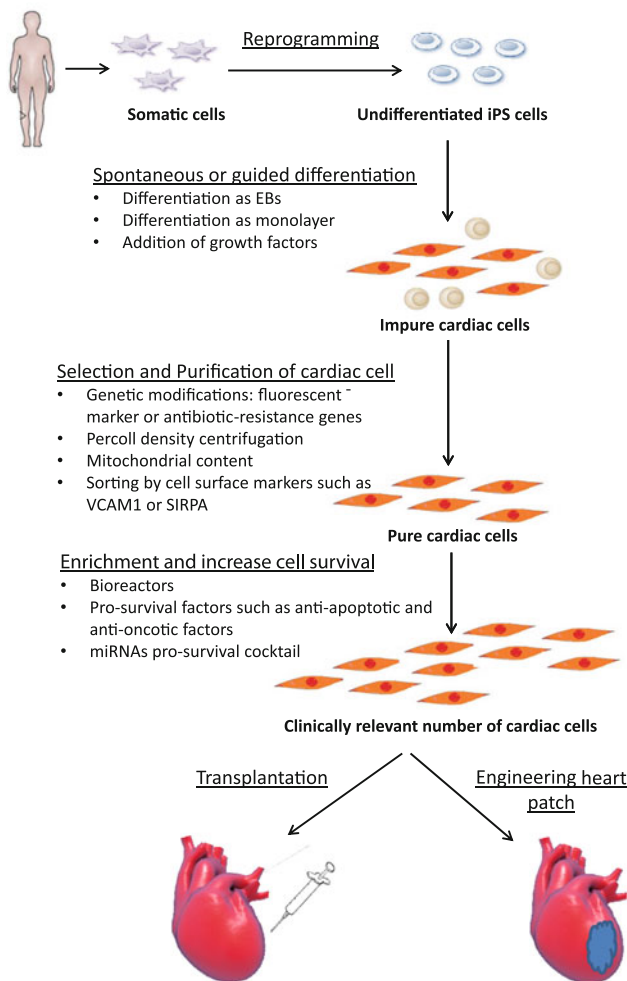 Reprogramming
Somatic cells
Undifferentiated iPS cells
Spontaneous or guided differentiation
• Differentiation as EBs
• Differentiation as monolayer
• Addition of growth factors
Impure cardiac cells
Selection and Purification of cardiac cell
• Genetic modifications: fluorescent -
marker or antibiotic-resistance genes
• Percoll density centrifugation
• Mitochondrial content
• Sorting by cell surface markers such as
VCAM1 or SIRPA
Pure cardiac cells
Enrichment and increase cell survival
• Bioreactors
• Pro-survival factors such as anti-apoptotic and
anti-oncotic factors
• miRNAs pro-survival cocktail
Clinically relevant number of cardiac cells
Transplantation
Engineering heart
patch